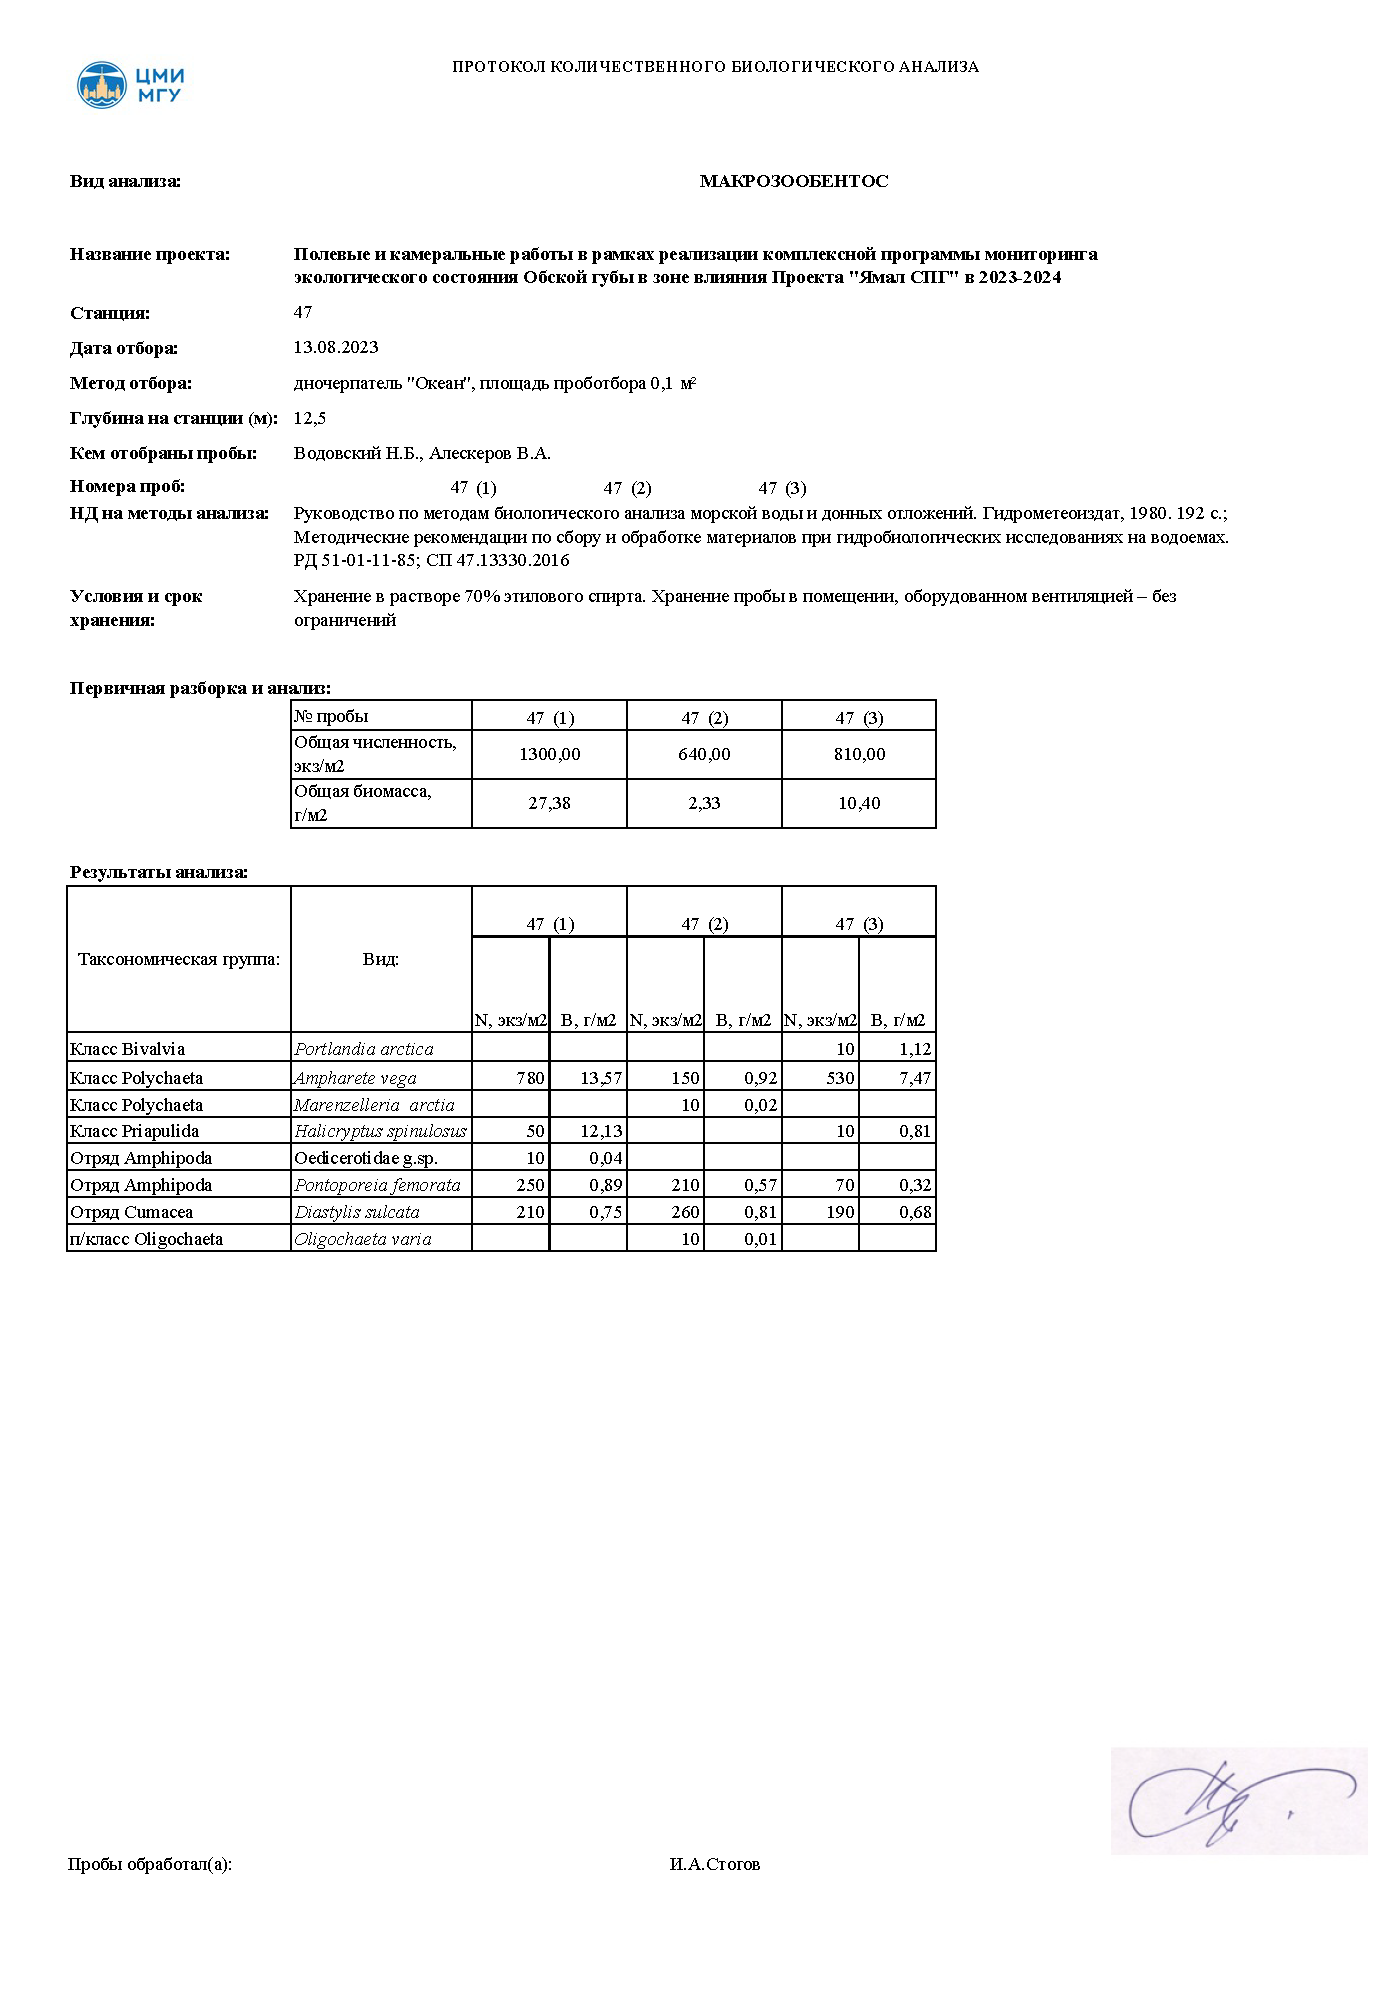 ЦМИ
МГУ
ПРОТОКОЛ КОЛИЧЕСТВЕННОГО БИОЛОГИЧЕСКОГО АНАЛИЗА
Вид анализа: МАКРОЗООБЕНТОС
Название проекта: Полевые и камеральные работы в рамках реализации комплексной программы мониторинга
экологического состояния Обской губы в зоне влияния Проекта "Ямал СПГ" в 2023-2024
Станция: 47
Дата отбора: 13.08.2023
Метод отбора: дночерпатель "Океан", площадь проботбора 0,1 м²
Глубина на станции (м): 12,5
Кем отобраны пробы: Водовский Н.Б., Алескеров В.А.
Номера проб: 47 (1) 47 (2) 47 (3)
НД на методы анализа: Руководство по методам биологического анализа морской воды и донных отложений. Гидрометеоиздат, 1980. 192 с.;
Методические рекомендации по сбору и обработке материалов при гидробиологических исследованиях на водоемах.
РД 51-01-11-85; СП 47.13330.2016
Условия и срок Хранение в растворе 70% этилового спирта. Хранение пробы в помещении, оборудованном вентиляцией – без
хранения: ограничений
Первичная разборка и анализ:
№ пробы 47 (1) 47 (2) 47 (3)
Общая численность,
экз/м2 1300,00 640,00 810,00
Общая биомасса,
г/м2 27,38 2,33 10,40
Результаты анализа:
47 (1) 47 (2) 47 (3)
Таксономическая группа: Вид:
N, экз/м2 B, г/м2 N, экз/м2 B, г/м2 N, экз/м2 B, г/м2
Класс Bivalvia Portlandia arctica 10 1,12
Класс Polychaeta Ampharete vega 780 13,57 150 0,92 530 7,47
Класс Polychaeta Marenzelleria arctia 10 0,02
Класс Priapulida Halicryptus spinulosus 50 12,13 10 0,81
Отряд Amphipoda Oedicerotidae g.sp. 10 0,04
Отряд Amphipoda Pontoporeia femorata 250 0,89 210 0,57 70 0,32
Отряд Cumacea Diastylis sulcata 210 0,75 260 0,81 190 0,68
п/класс Oligochaeta Oligochaeta varia 10 0,01
Пробы обработал(а): И.А.Стогов